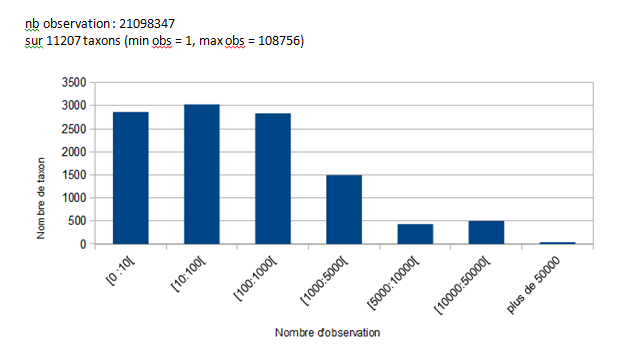 nb observation : 21098347
sur 11207 taxons (min obs = 1, max obs = 108756)
3500
3000
2500
2000
1500
1000
500
0
Nombre de taxon
[0 :10[
[10:100[
[100:1000[
[1000:5000[
[5000:10000[
[10000:50000[
plus de 50000
Nombre d'observation